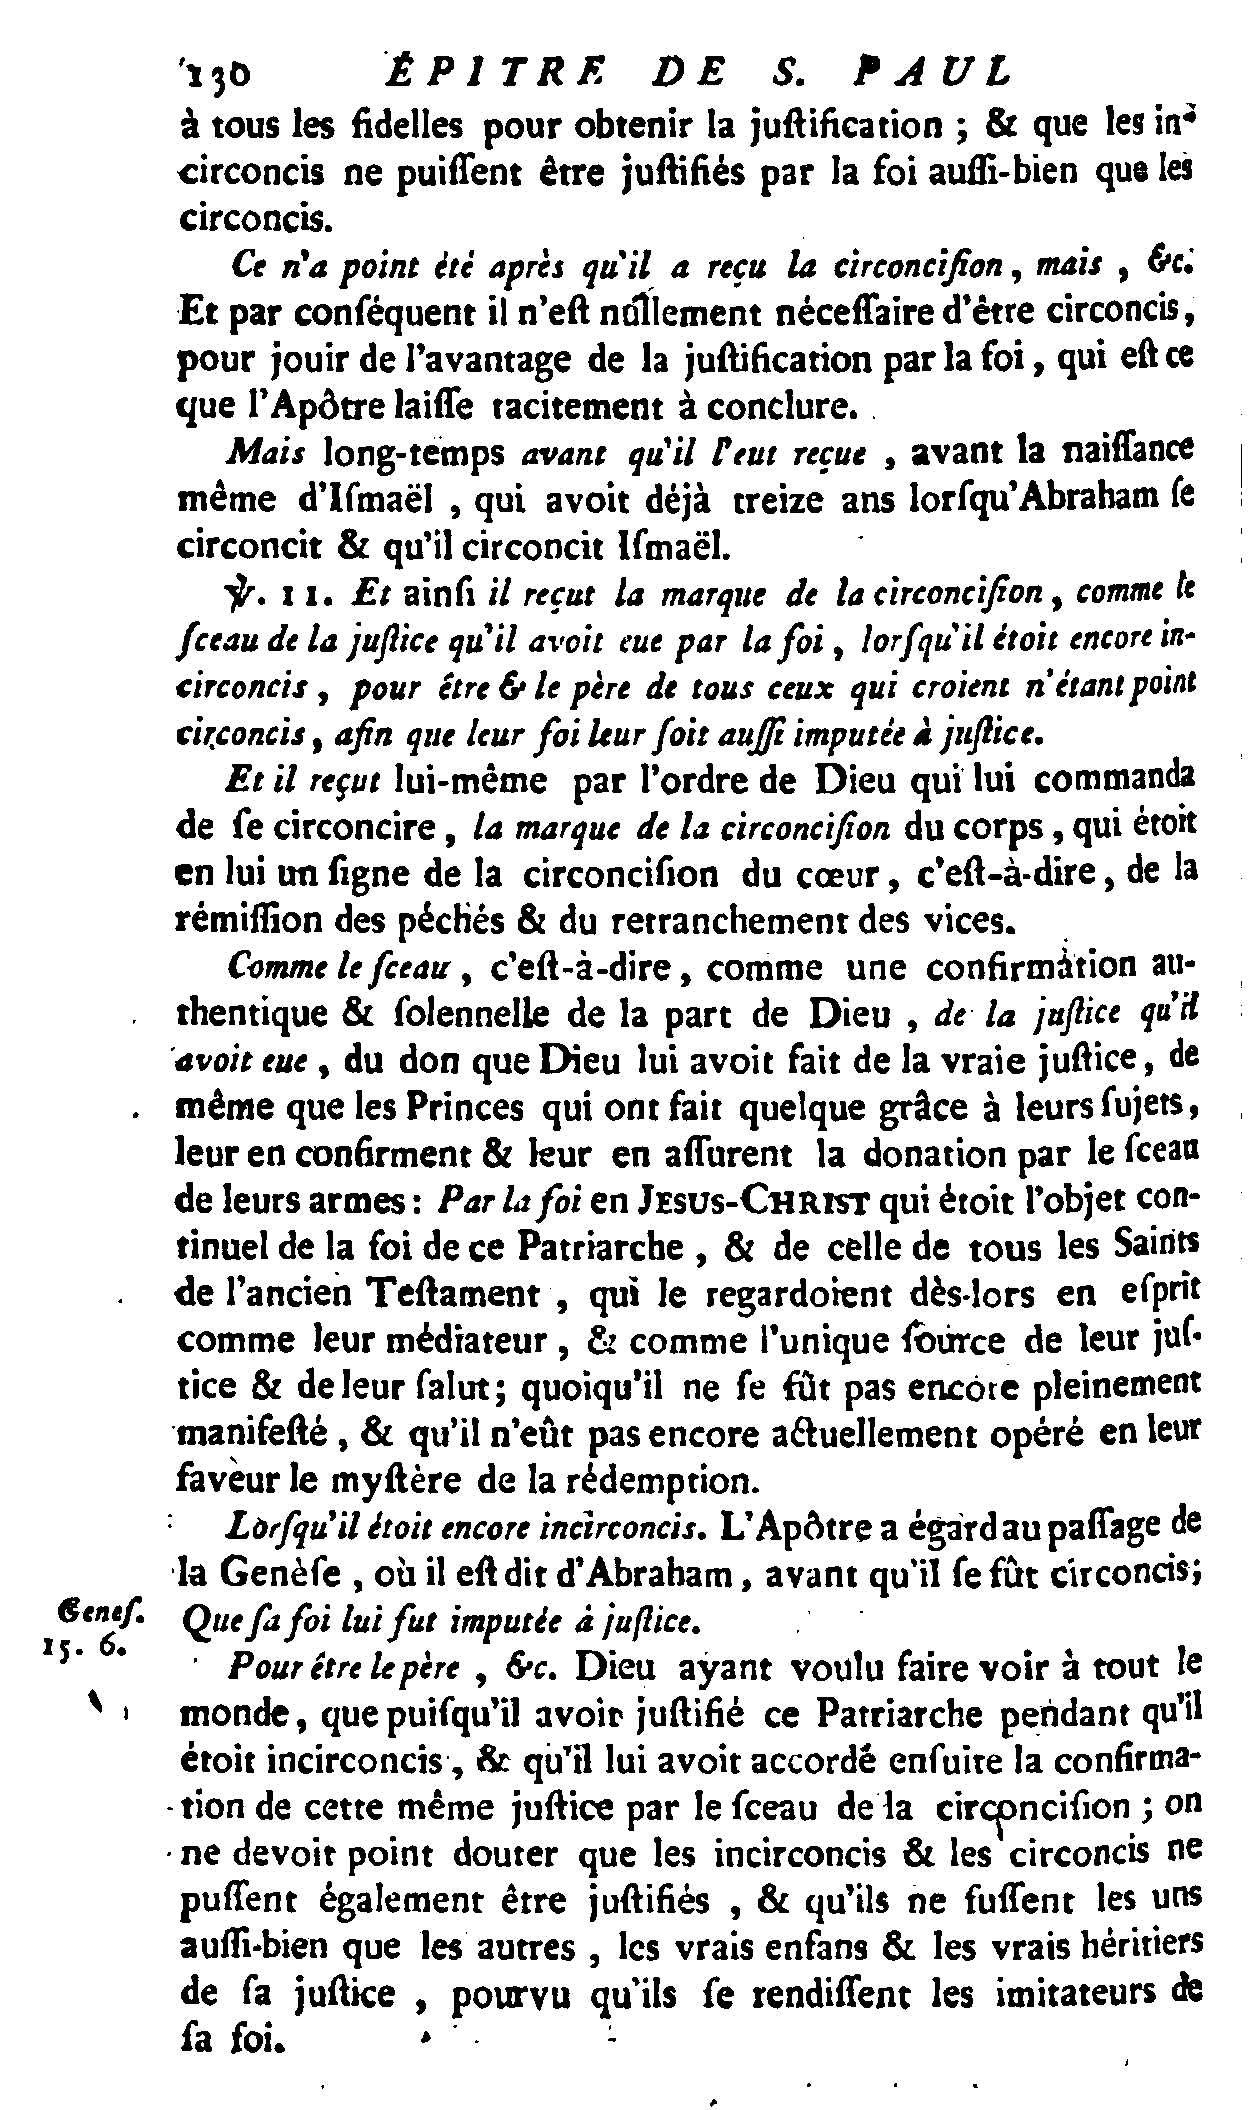 130 ÉPITRE DE S. PAUL
à tous les fidelles pour obtenir la juſtification ; & que les in-
circoncis ne puiſſent être juſtifiés par la foi auſſi-bien que les
circoncis.
Ce n'a point été après qu'il a reçu la circonciſion, mais, &c.
Et par conſéquent il n'eſt nullement néceſſaire d'être circoncis,
pour jouir de l'avantage de la juſtification par la foi, qui eſt ce
que l'Apôtre laiſſe tacitement à conclure.
Mais long-temps avant qu'il l'eut reçue, avant la naiſſance
même d'Iſmaël, qui avoit déjà treize ans lorſqu'Abraham ſe
circoncit & qu'il circoncit Iſmaël.
℣. 11. Et ainſi il reçut la marque de la circonciſion, comme le
ſceau de la juſtice qu'il avoit eue par la foi, lorſqu'il étoit encore in-
circoncis, pour être & le père de tous ceux qui croient n'étant point
circoncis, afin que leur foi leur ſoit auſſi imputée à juſtice.
Et il reçut lui-même par l'ordre de Dieu qui lui commanda
de ſe circoncire, la marque de la circonciſion du corps, qui étoit
en lui un ſigne de la circonciſion du cœur, c'eſt-à-dire, de la
rémiſſion des péchés & du retranchement des vices.
Comme le ſceau, c'eſt-à-dire, comme une confirmation au-
thentique & ſolennelle de la part de Dieu, de la juſtice qu'il
avoit eue, du don que Dieu lui avoit fait de la vraie juſtice, de
même que les Princes qui ont fait quelque grâce à leurs ſujets,
leur en confirment & leur en aſſurent la donation par le ſceau
de leurs armes : Par la foi en JESUS-CHRIST qui étoit l'objet con-
tinuel de la foi de ce Patriarche, & de celle de tous les Saints
de l'ancien Teſtament, qui le regardoient dès-lors en eſprit
comme leur médiateur, & comme l'unique ſource de leur juſ-
tice & de leur ſalut ; quoiqu'il ne ſe fût pas encore pleinement
manifeſté, & qu'il n'eût pas encore actuellement opéré en leur
faveur le myſtère de la rédemption.
Lorſqu'il étoit encore incirconcis. L'Apôtre a égard au paſſage de
la Genèſe, où il eſt dit d'Abraham, avant qu'il ſe fût circoncis ;
Geneſ. 15. 6.
Que ſa foi lui fut imputée à juſtice.
Pour être le père, &c. Dieu ayant voulu faire voir à tout le
monde, que puiſqu'il avoit juſtifié ce Patriarche pendant qu'il
étoit incirconcis, & qu'il lui avoit accordé enſuite la confirma-
tion de cette même juſtice par le ſceau de la circonciſion ; on
ne devoit point douter que les incirconcis & les circoncis ne
puſſent également être juſtifiés, & qu'ils ne fuſſent les uns
auſſi-bien que les autres, les vrais enfans & les vrais héritiers
de ſa juſtice, pourvu qu'ils ſe rendiſſent les imitateurs de
ſa foi.